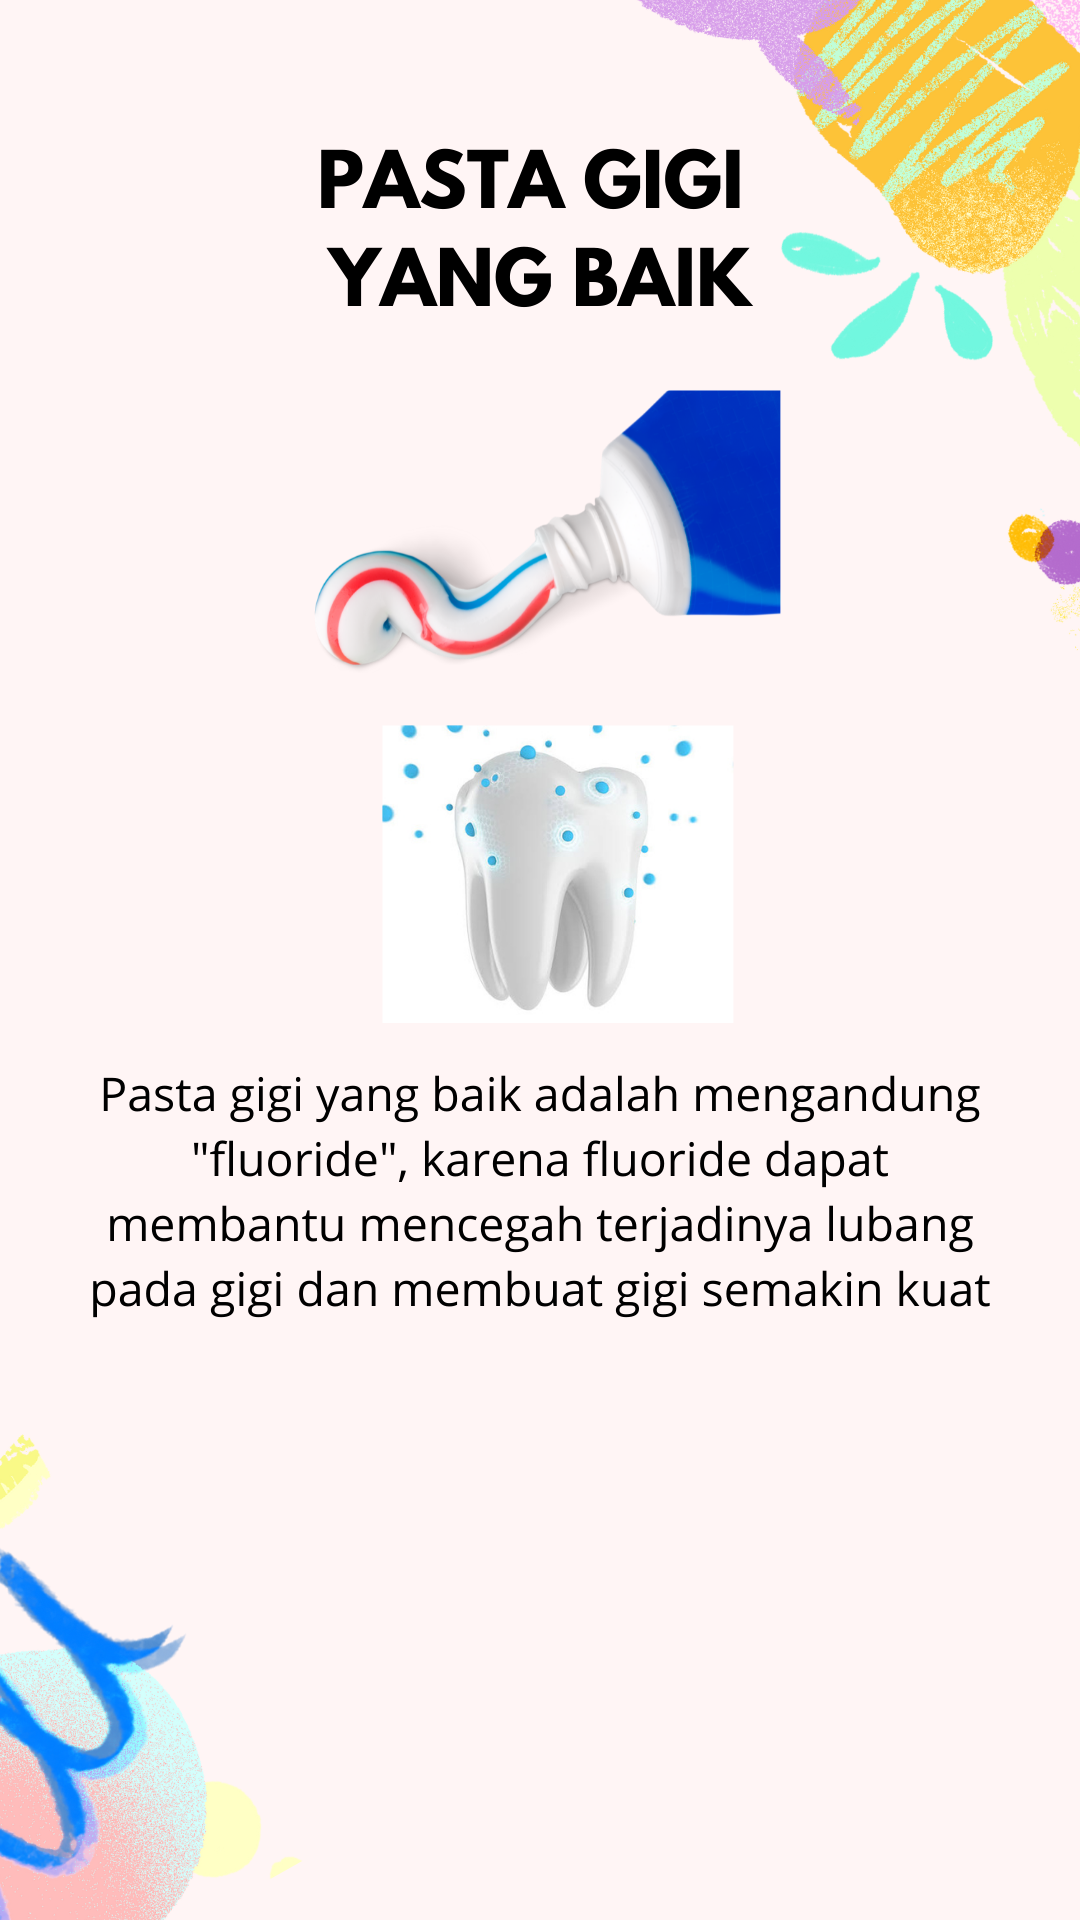 PASTA GIGI
YANG BAIK
Pasta gigi yang baik adalah mengandung
"fluoride", karena fluoride dapat
membantu mencegah terjadinya lubang
pada gigi dan membuat gigi semakin kuat